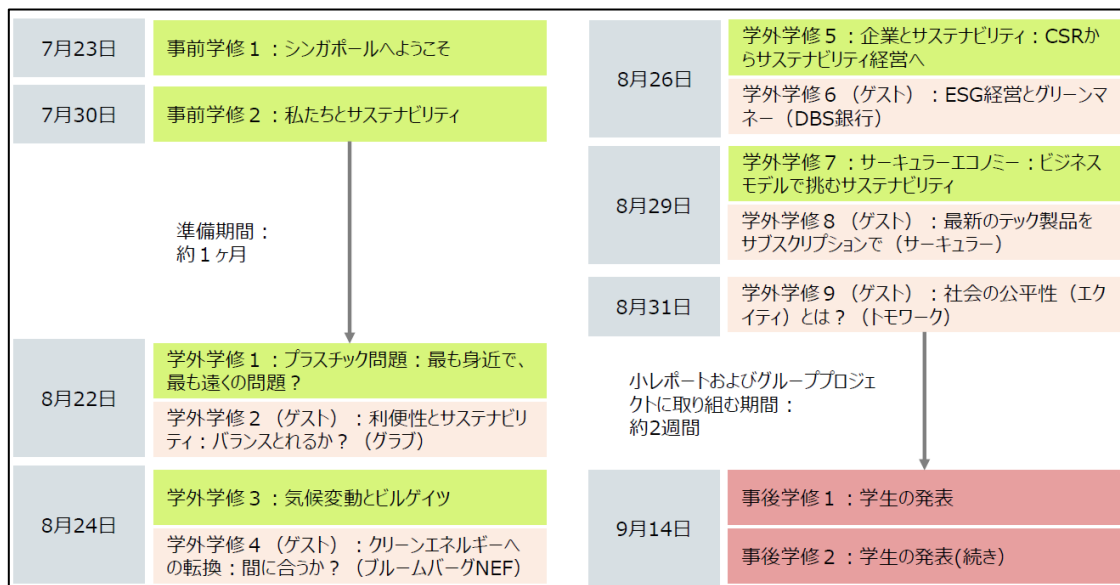 7月23日
事前学修１：シンガポールへようこそ
7月30日
事前学修２：私たちとサステナビリティ
準備期間：
約１ヶ月
8月22日
学外学修１：プラスチック問題：最も身近で、
最も遠くの問題？
学外学修２（ゲスト）：利便性とサステナビリ
ティ：バランスとれるか？（グラブ）
8月24日
学外学修３：気候変動とビルゲイツ
学外学修４（ゲスト）：クリーンエネルギーへ
の転換：間に合うか？（ブルームバーグNEF）
8月26日
学外学修５：企業とサステナビリティ：CSRか
らサステナビリティ経営へ
学外学修６（ゲスト）：ESG経営とグリーンマ
ネー（DBS銀行）
8月29日
学外学修７：サーキュラーエコノミー：ビジネス
モデルで挑むサステナビリティ
学外学修８（ゲスト）：最新のテック製品を
サブスクリプションで（サーキュラー）
8月31日
学外学修９（ゲスト）：社会の公平性（エク
イティ）とは？（トモワーク）
小レポートおよびグループプロジェ
クトに取り組む期間：
約2週間
9月14日
事後学修１：学生の発表
事後学修２：学生の発表(続き）